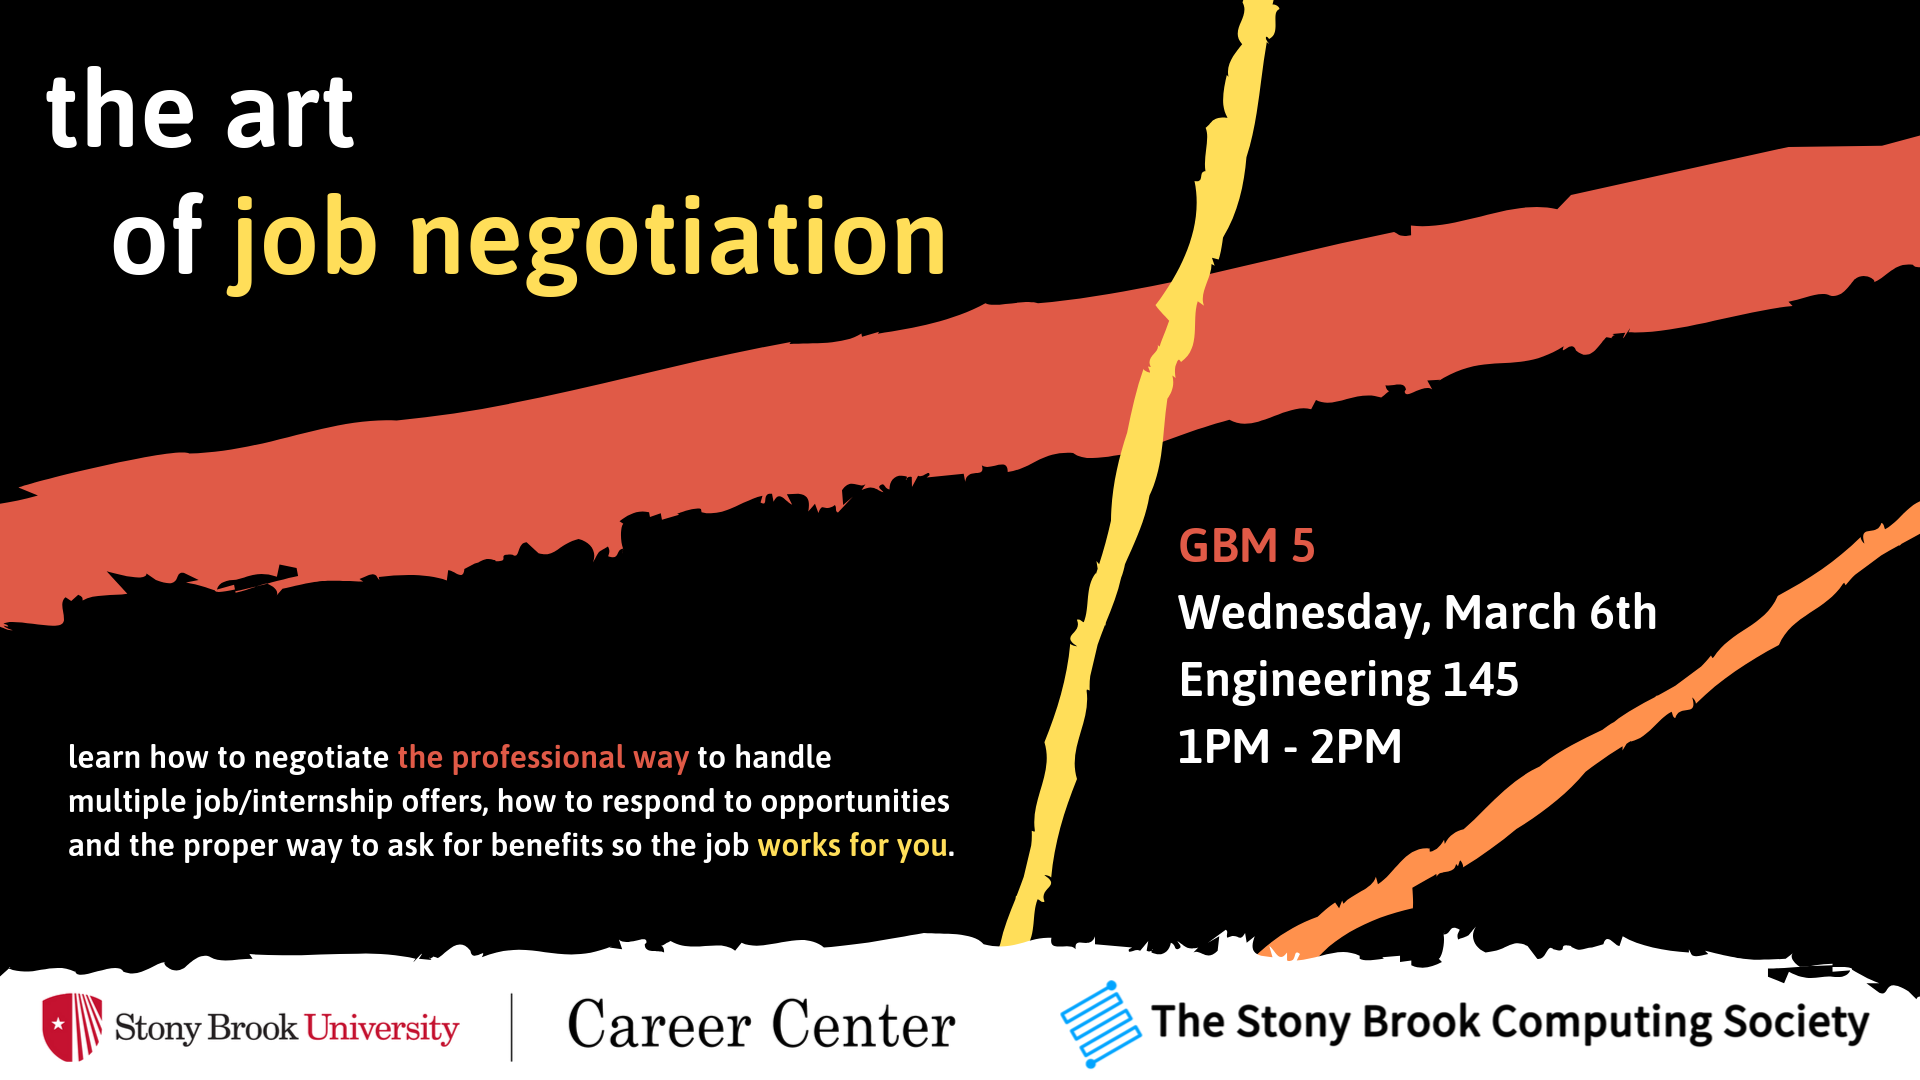 the art
of job negotiation
GBM 5
Wednesday, March 6th
Engineering 145
1PM - 2PM
learn how to negotiate the professional way to handle
multiple job/internship offers, how to respond to opportunities
and the proper way to ask for benefits so the job works for you.
Stony Brook University | Career Center
The Stony Brook Computing Society